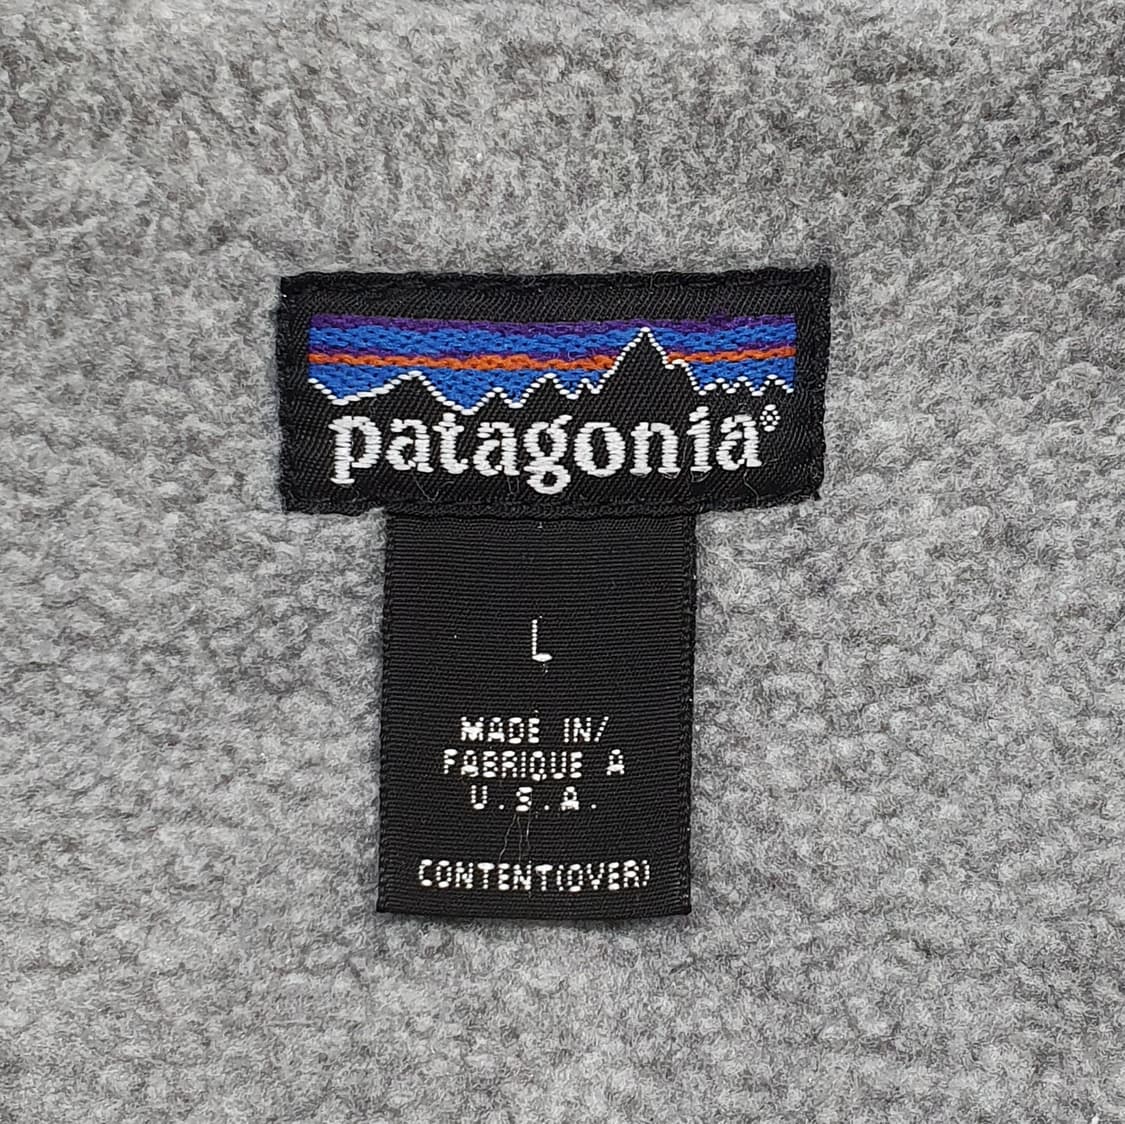 patagonia®
L
MADE IN/
FABRIQUE A
U.S.A.
CONTENT(OVER)